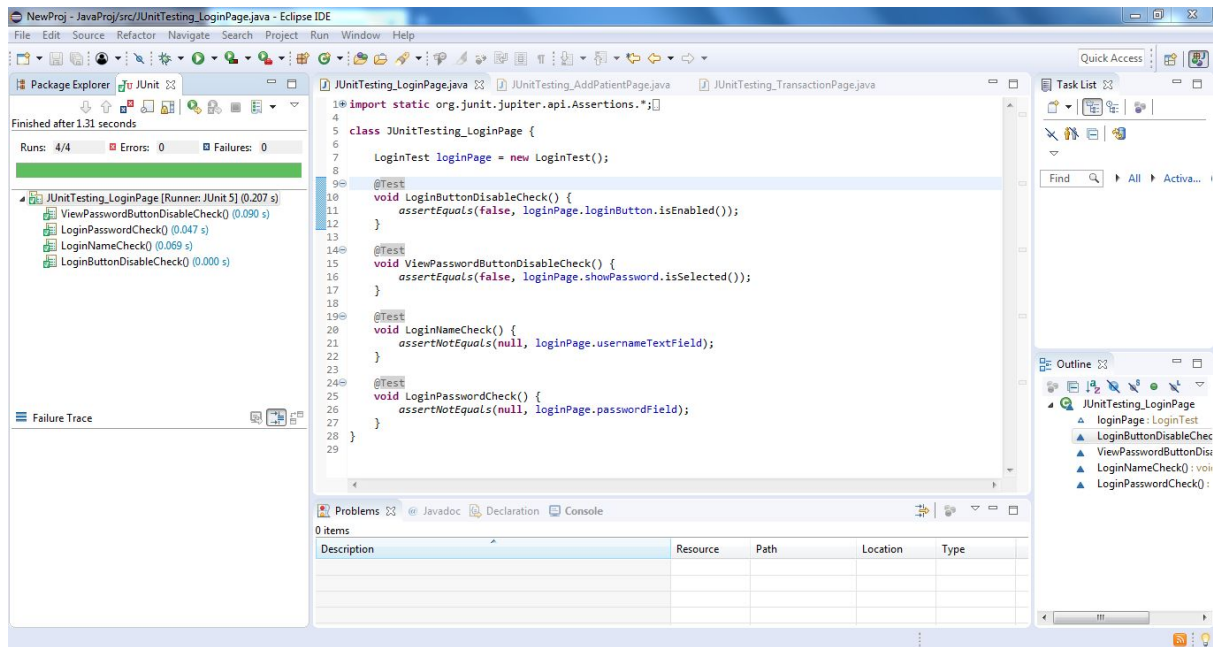 NewProj - JavaProj/src/JUnitTesting_LoginPage.java - Eclipse IDE
File Edit Source Refactor Navigate Search Project Run Window Help
Quick Access
Package Explorer JUnit
Finished after 1.31 seconds
Runs: 4/4 Errors: 0 Failures: 0
JUnitTesting_LoginPage [Runner: JUnit 5] (0.207 s)
ViewPasswordButtonDisableCheck() (0.090 s)
LoginPasswordCheck() (0.047 s)
LoginNameCheck() (0.069 s)
LoginButtonDisableCheck() (0.000 s)
Failure Trace
JUnitTesting_LoginPage.java JUnitTesting_AddPatientPage.java JUnitTesting_TransactionPage.java
1 import static org.junit.jupiter.api.Assertions.*;
4
5 class JUnitTesting_LoginPage {
6
7 LoginTest loginPage = new LoginTest();
8
9 @Test
10 void LoginButtonDisableCheck() {
11 assertEquals(false, loginPage.loginButton.isEnabled());
12 }
13
14 @Test
15 void ViewPasswordButtonDisableCheck() {
16 assertEquals(false, loginPage.showPassword.isSelected());
17 }
18
19 @Test
20 void LoginNameCheck() {
21 assertNotEquals(null, loginPage.usernameTextField);
22 }
23
24 @Test
25 void LoginPasswordCheck() {
26 assertNotEquals(null, loginPage.passwordField);
27 }
28 }
29
Problems @ Javadoc Declaration Console
0 items
Description Resource Path Location Type
Task List
Find All Activa...
Outline
JUnitTesting_LoginPage
loginPage : LoginTest
LoginButtonDisableChec
ViewPasswordButtonDisa
LoginNameCheck() : voi
LoginPasswordCheck() :